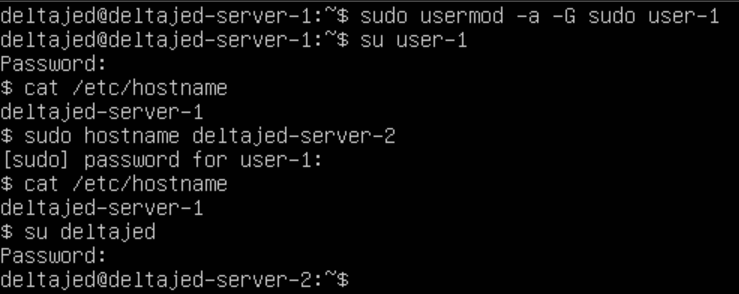 deltajed@deltajed-server-1:~$ sudo usermod -a -G sudo user-1
deltajed@deltajed-server-1:~$ su user-1
Password:
$ cat /etc/hostname
deltajed-server-1
$ sudo hostname deltajed-server-2
[sudo] password for user-1:
$ cat /etc/hostname
deltajed-server-1
$ su deltajed
Password:
deltajed@deltajed-server-2:~$